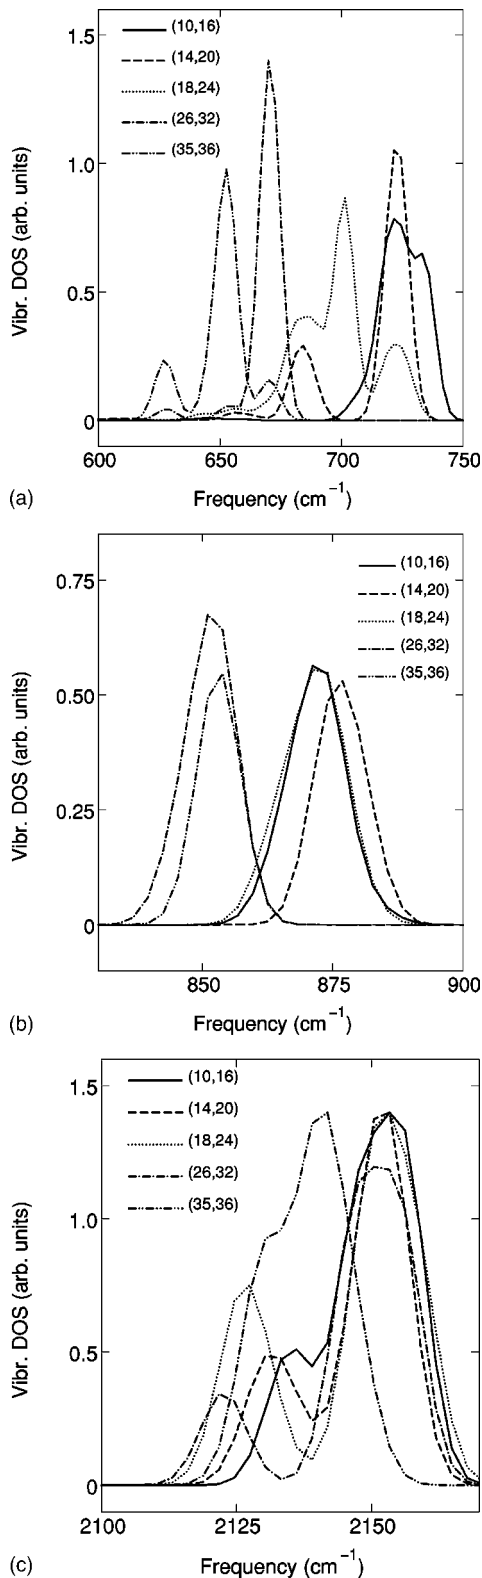 1.5
1.0
0.5
0
(10,16)
(14,20)
(18,24)
(26,32)
(35,36)
Vibr. DOS (arb. units)
600 650 700 750
(a)
Frequency (cm−1)
0.75
0.50
0.25
0
(10,16)
(14,20)
(18,24)
(26,32)
(35,36)
Vibr. DOS (arb. units)
850 875 900
(b)
Frequency (cm−1)
1.5
1.0
0.5
0
(10,16)
(14,20)
(18,24)
(26,32)
(35,36)
Vibr. DOS (arb. units)
2100 2125 2150
(c)
Frequency (cm−1)